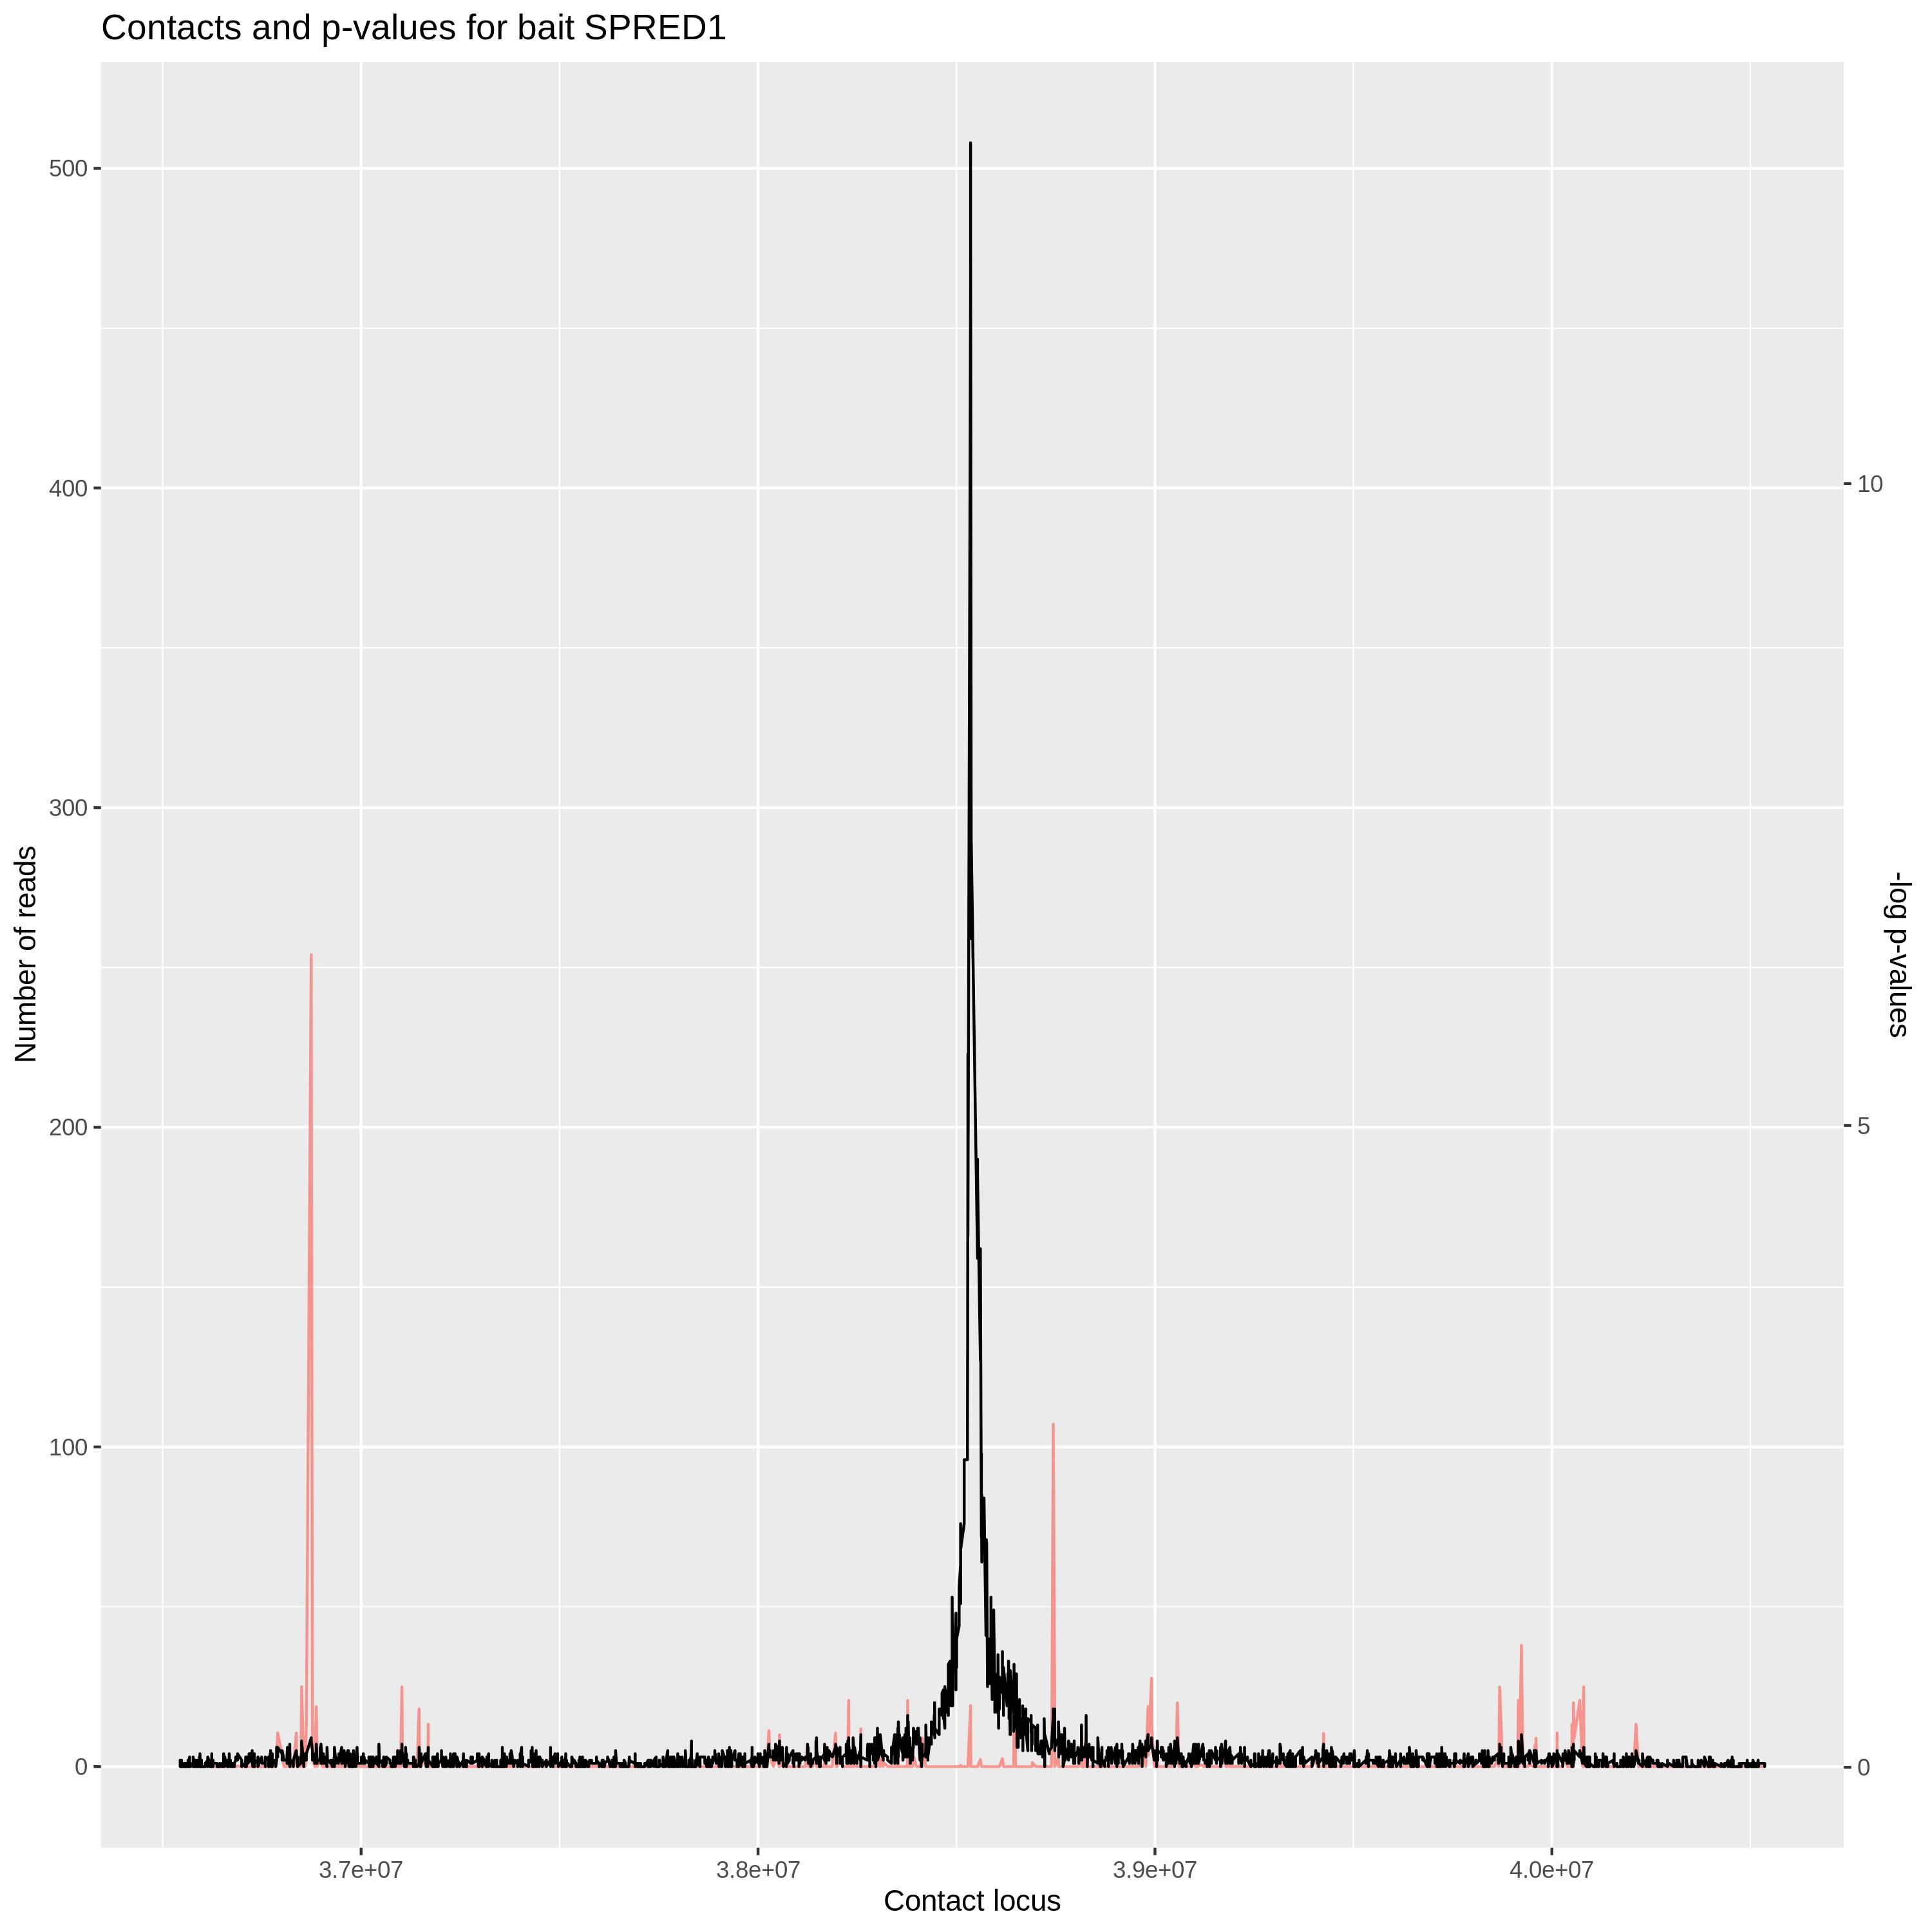 Contacts and p-values for bait SPRED1
500
400
300
200
100
0
Number of reads
10
5
0
-log p-values
3.7e+07
3.8e+07
3.9e+07
4.0e+07
Contact locus